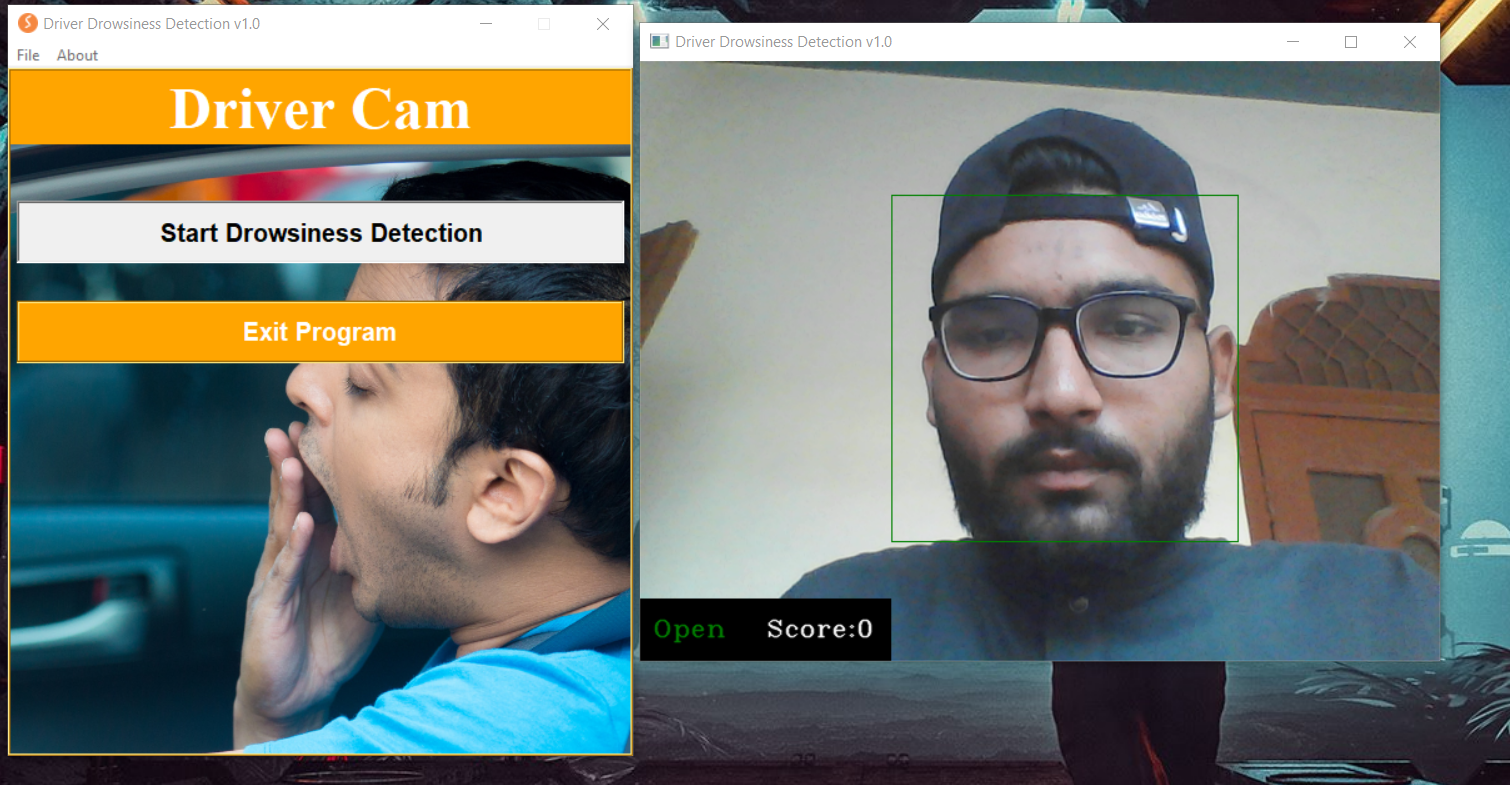 Driver Drowsiness Detection v1.0
File About
Driver Cam
Start Drowsiness Detection
Exit Program
Driver Drowsiness Detection v1.0
Open Score:0